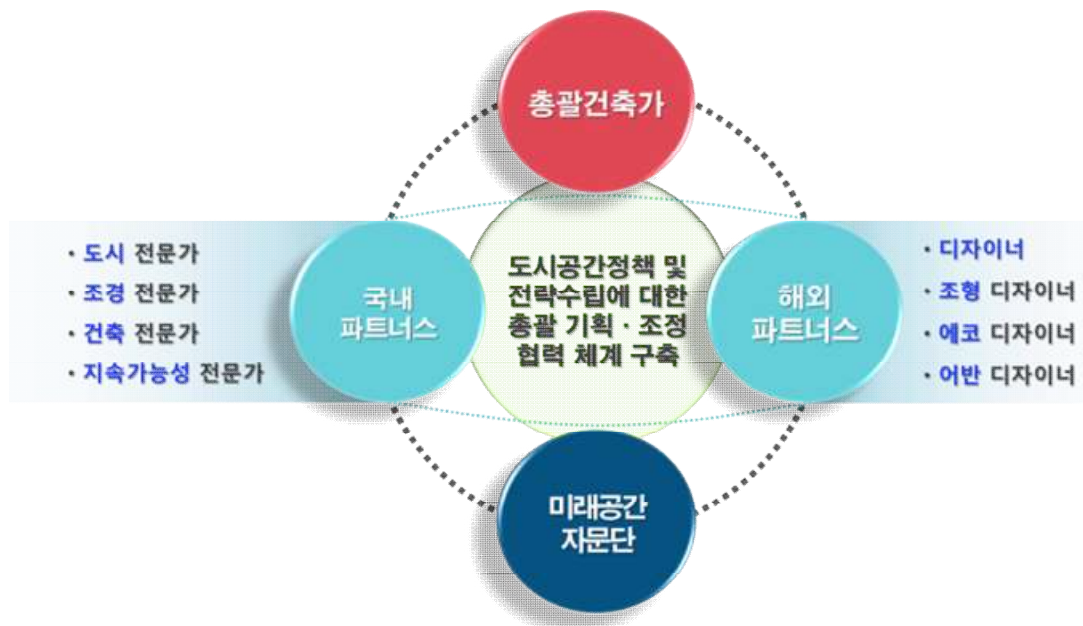 총괄건축가
· 도시 전문가
· 조경 전문가
· 건축 전문가
· 지속가능성 전문가
국내
파트너스
도시공간정책 및
전략수립에 대한
총괄 기획 · 조정
협력 체계 구축
해외
파트너스
· 디자이너
· 조형 디자이너
· 에코 디자이너
· 어반 디자이너
미래공간
자문단